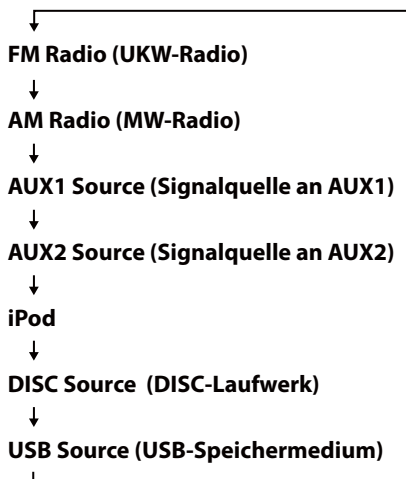 FM Radio (UKW-Radio)
AM Radio (MW-Radio)
AUX1 Source (Signalquelle an AUX1)
AUX2 Source (Signalquelle an AUX2)
iPod
DISC Source (DISC-Laufwerk)
USB Source (USB-Speichermedium)